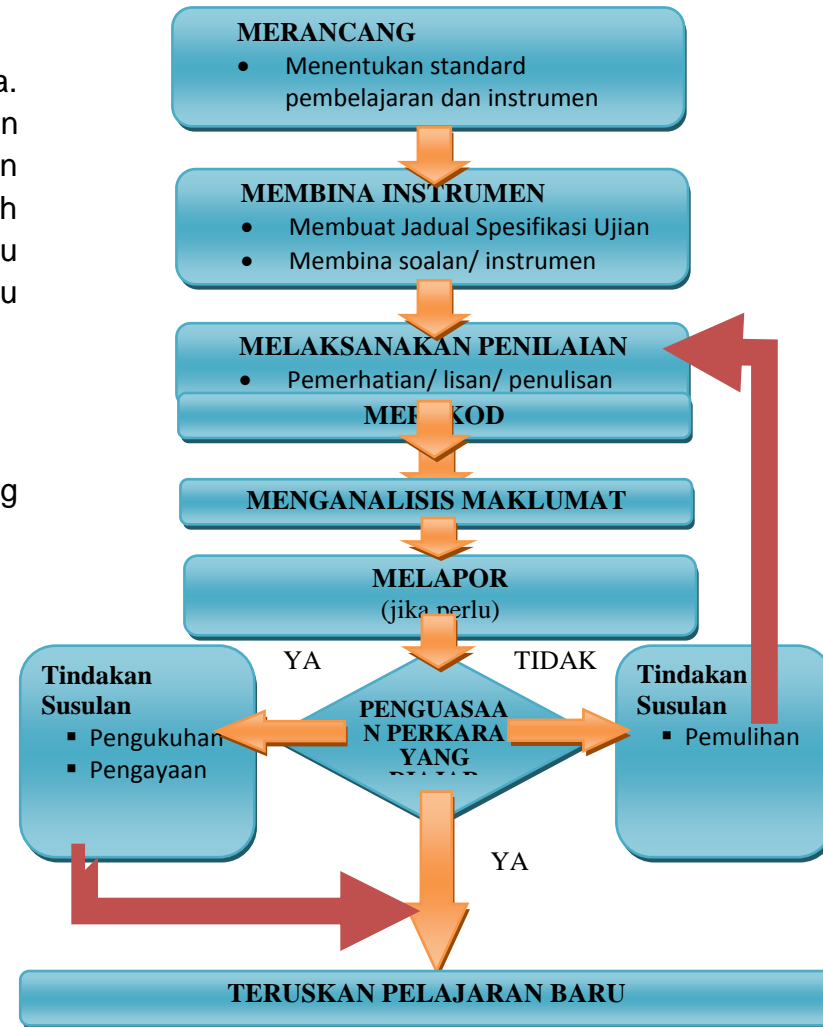 MERANCANG
• Menentukan standard
pembelajaran dan instrumen
a.
n
n
h
u
u
MEMBINA INSTRUMEN
• Membuat Jadual Spesifikasi Ujian
• Membina soalan/ instrumen
MELAKSANAKAN PENILAIAN
• Pemerhatian/ lisan/ penulisan
g
MENGANALISIS MAKLUMAT
MELAPOR
(jika perlu)
YA
TIDAK
Tindakan
Susulan
▪ Pengukuhan
▪ Pengayaan
PENGUASAA
N PERKARA
YANG
Tindakan
Susulan
▪ Pemulihan
YA
TERUSKAN PELAJARAN BARU